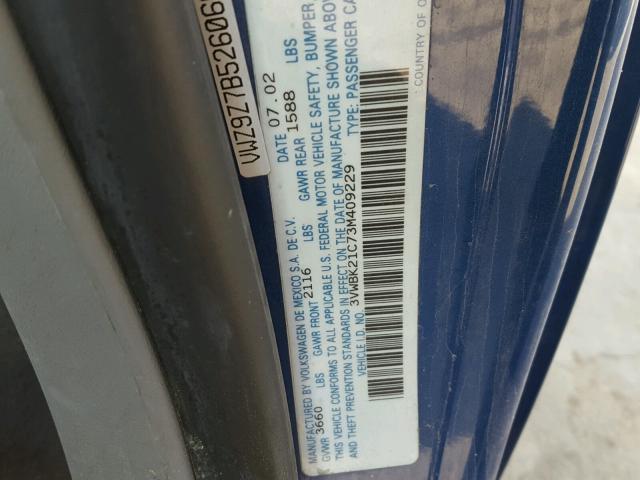 VWZ9Z7B52606
MANUFACTURED BY VOLKSWAGEN DE MEXICO S.A. DE C.V. DATE 07.02
GVWR 3660 LBS GAWR FRONT 2116 LBS GAWR REAR 1588 LBS
THIS VEHICLE CONFORMS TO ALL APPLICABLE U.S. FEDERAL MOTOR VEHICLE SAFETY, BUMPER,
AND THEFT PREVENTION STANDARDS IN EFFECT ON THE DATE OF MANUFACTURE SHOWN ABOV
VEHICLE I.D. NO. 3VWBK21C73M409229 TYPE: PASSENGER CA
COUNTRY OF O